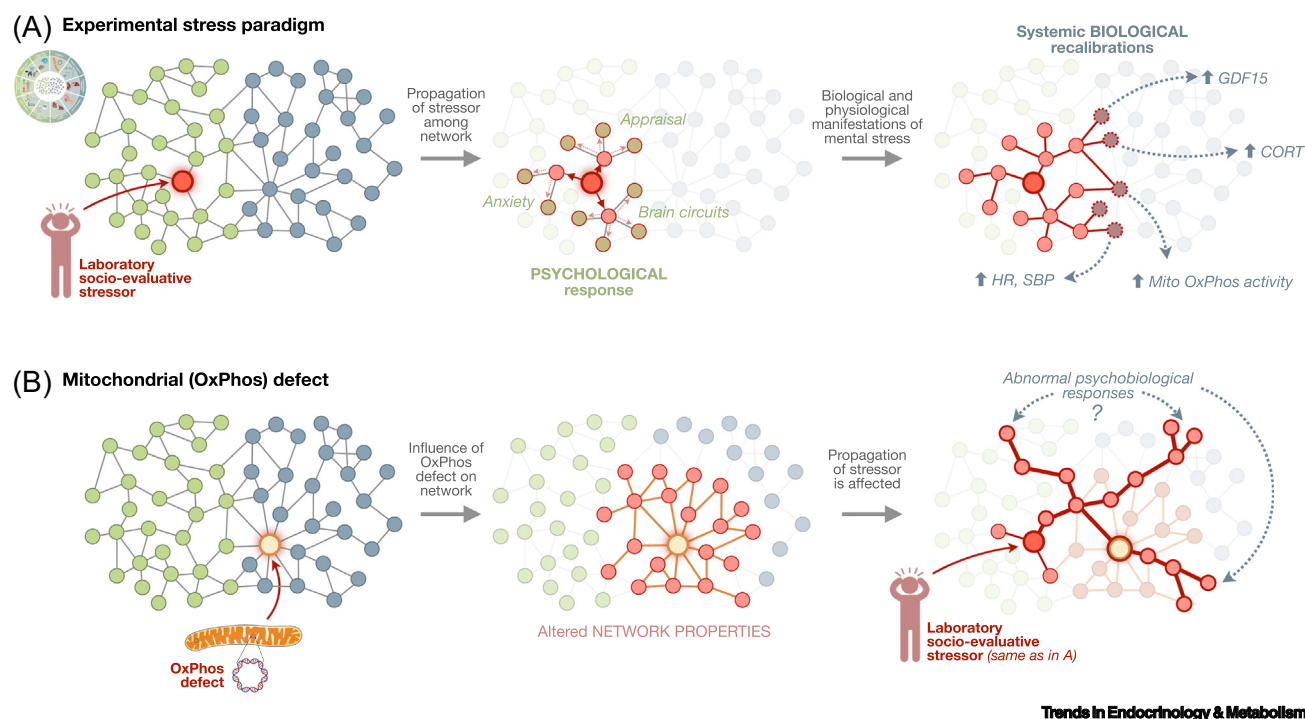 (A) Experimental stress paradigm
Laboratory
socio-evaluative
stressor
Propagation
of stressor
among
network
Appraisal
Anxiety
Brain circuits
PSYCHOLOGICAL
response
Biological and
physiological
manifestations of
mental stress
Systemic BIOLOGICAL
recalibrations
GDF15
CORT
HR, SBP
Mito OxPhos activity
(B) Mitochondrial (OxPhos) defect
OxPhos
defect
Influence of
OxPhos
defect on
network
Altered NETWORK PROPERTIES
Propagation
of stressor
is affected
Abnormal psychobiological
responses
?
Laboratory
socio-evaluative
stressor (same as in A)
Trends in Endocrinology & Metabolism